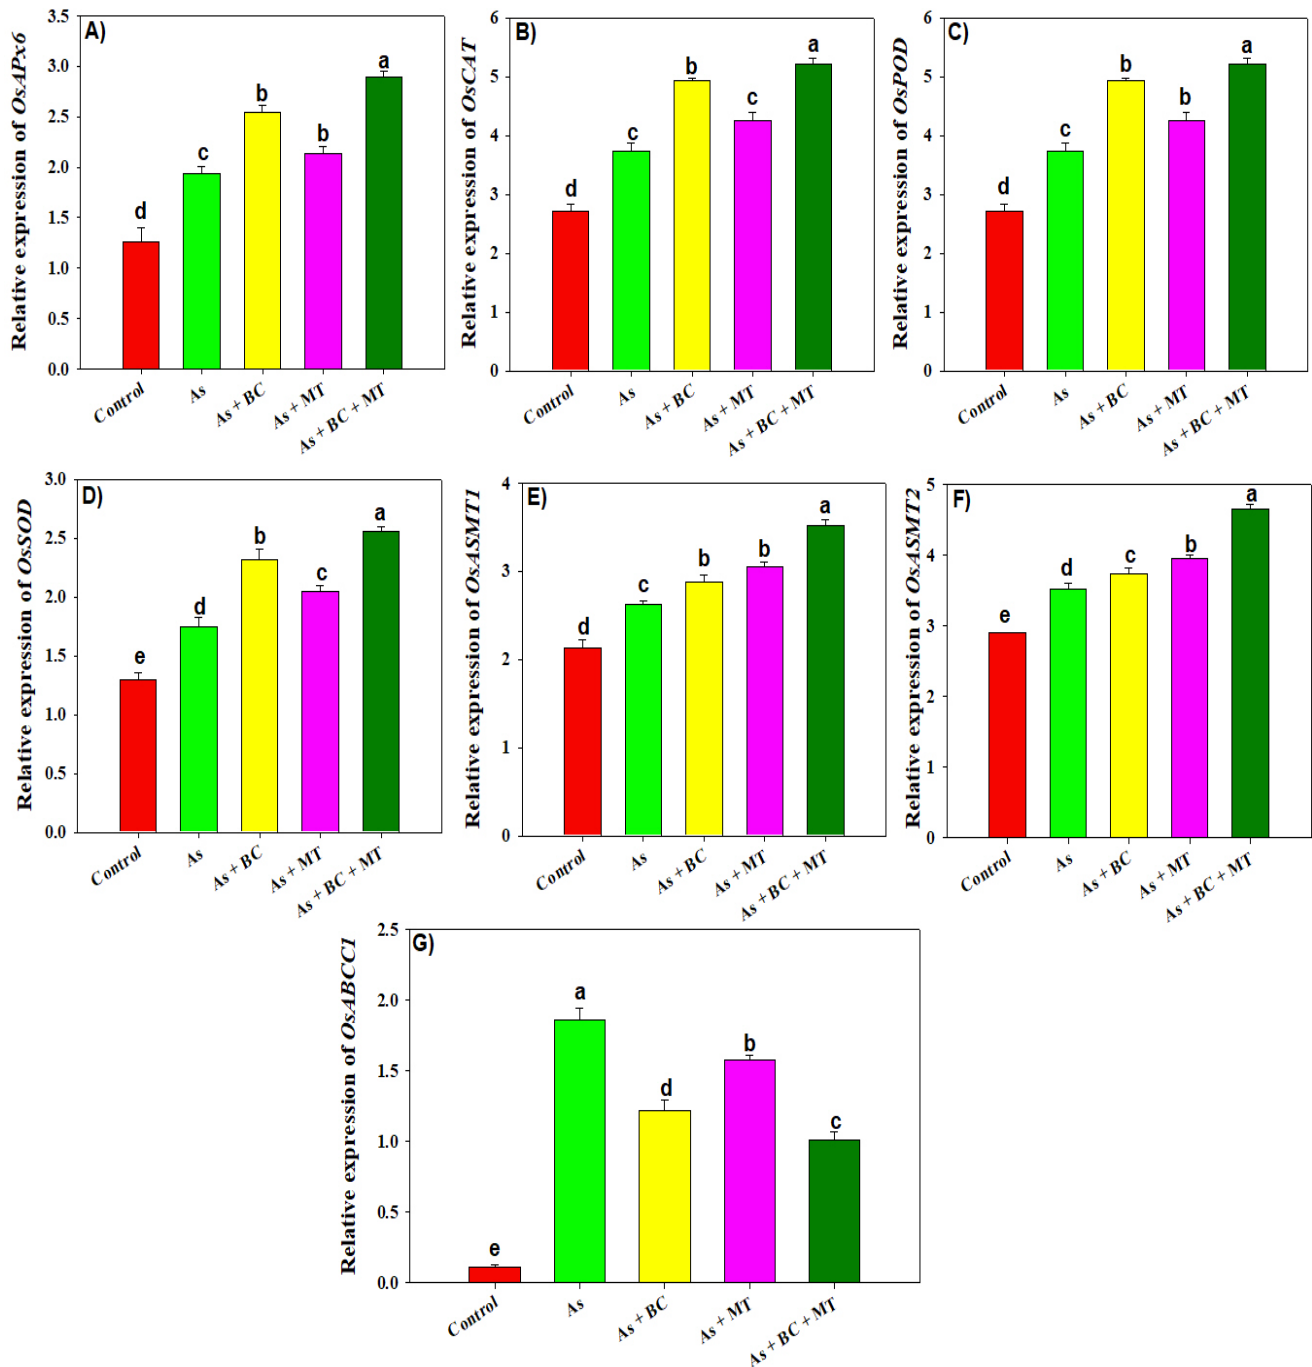 A)
Relative expression of OsAPx6
3.5
3.0
2.5
2.0
1.5
1.0
0.5
0.0
d
c
b
b
a
Control
As
As + BC
As + MT
As + BC + MT
B)
Relative expression of OsCAT
6
5
4
3
2
1
0
d
c
b
c
a
Control
As
As + BC
As + MT
As + BC + MT
C)
Relative expression of OsPOD
6
5
4
3
2
1
0
d
c
b
b
a
Control
As
As + BC
As + MT
As + BC + MT
D)
Relative expression of OsSOD
3.0
2.5
2.0
1.5
1.0
0.5
0.0
e
d
b
c
a
Control
As
As + BC
As + MT
As + BC + MT
E)
Relative expression of OsASMT1
4
3
2
1
0
d
c
b
b
a
Control
As
As + BC
As + MT
As + BC + MT
F)
Relative expression of OsASMT2
5
4
3
2
1
0
e
d
c
b
a
Control
As
As + BC
As + MT
As + BC + MT
G)
Relative expression of OsABCC1
2.5
2.0
1.5
1.0
0.5
0.0
e
a
d
b
c
Control
As
As + BC
As + MT
As + BC + MT